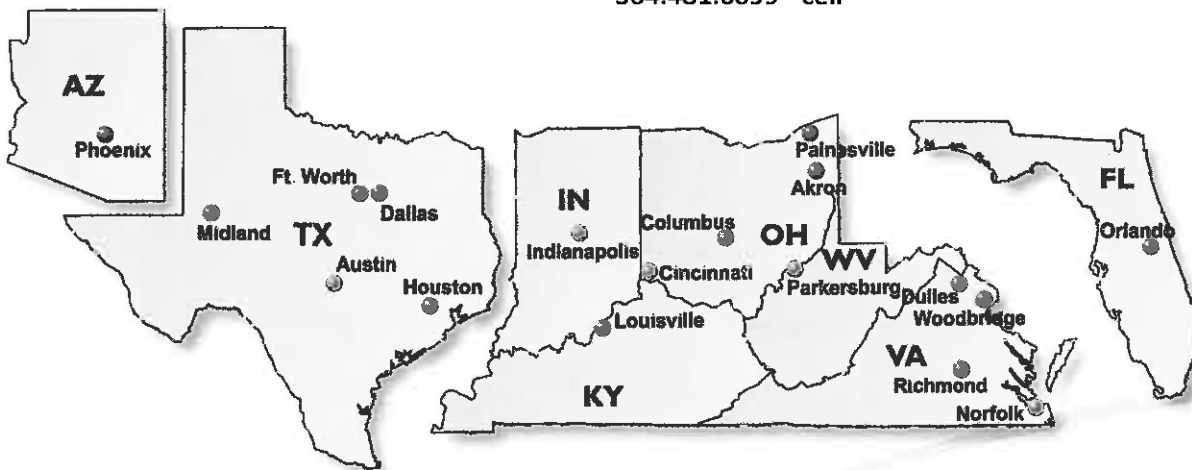 AZ
Phoenix
Ft. Worth
Dallas
Midland
TX
Austin
Houston
IN
Indianapolis
Painesville
Akron
Columbus
OH
Cincinnati
WV
Parkersburg
Louisville
KY
Dulles
Woodbridge
VA
Richmond
Norfolk
FL
Orlando